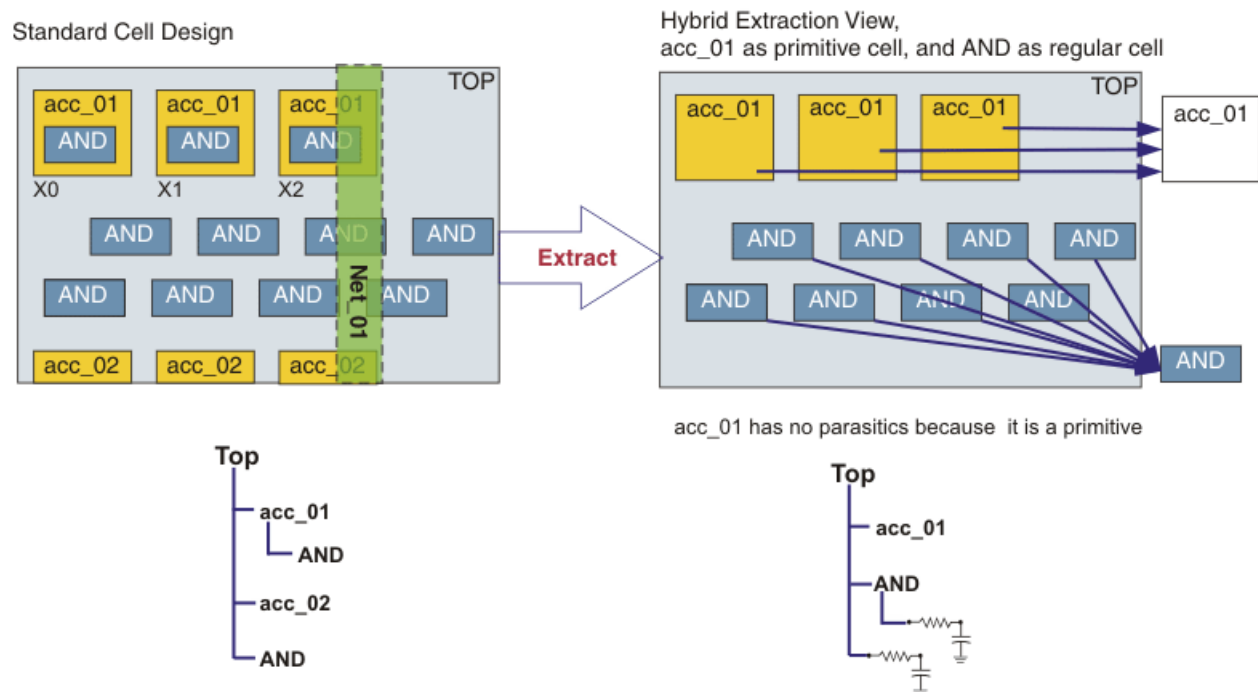 Standard Cell Design
TOP
acc_01 acc_01 acc_01
AND AND AND
X0 X1 X2
AND AND AND AND
Net_01
AND AND AND AND
acc_02 acc_02 acc_02
Extract
Hybrid Extraction View,
acc_01 as primitive cell, and AND as regular cell
TOP
acc_01 acc_01 acc_01
acc_01
AND AND AND AND
AND AND AND AND
AND
acc_01 has no parasitics because it is a primitive
Top
acc_01
AND
acc_02
AND
Top
acc_01
AND